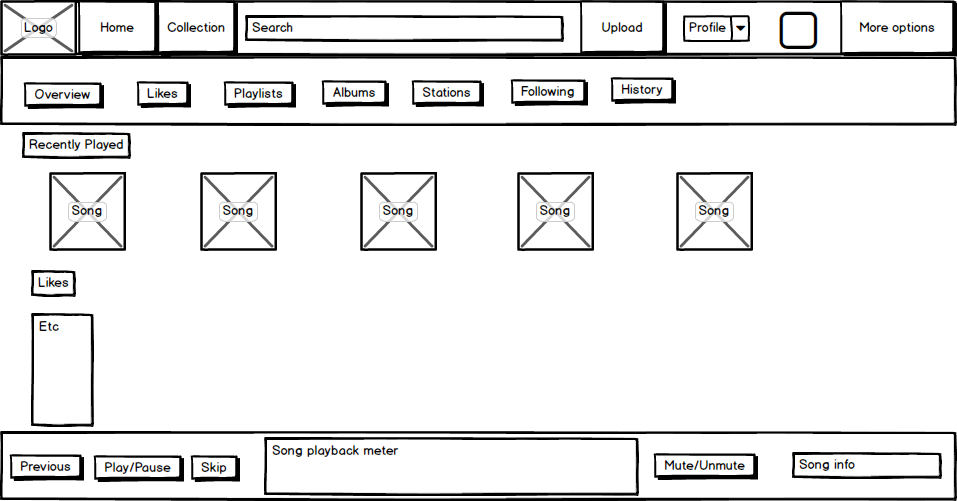 Logo
Home
Collection
Search
Upload
Profile
More options
Overview
Likes
Playlists
Albums
Stations
Following
History
Recently Played
Song
Song
Song
Song
Song
Likes
Etc
Previous
Play/Pause
Skip
Song playback meter
Mute/Unmute
Song info